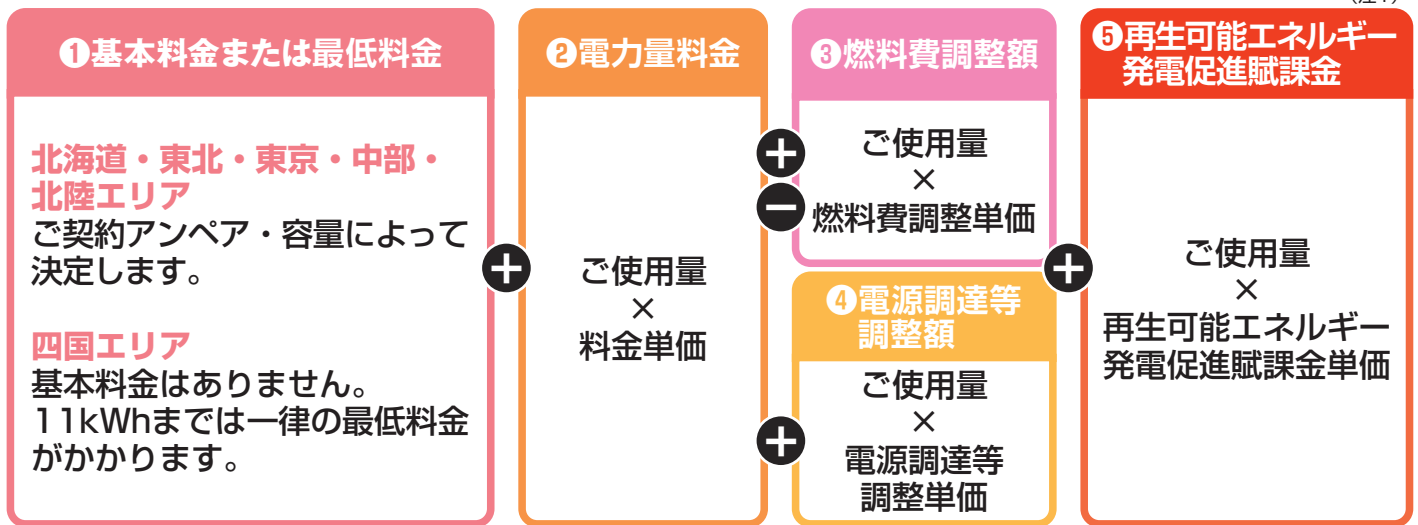 ❶基本料金または最低料金
北海道・東北・東京・中部・
北陸エリア
ご契約アンペア・容量によって
決定します。
四国エリア
基本料金はありません。
11kWhまでは一律の最低料金
がかかります。
+
❷電力量料金
ご使用量
×
料金単価
+
−
❸燃料費調整額
ご使用量
×
燃料費調整単価
+
❹電源調達等
調整額
ご使用量
×
電源調達等
調整単価
+
❺再生可能エネルギー
発電促進賦課金
ご使用量
×
再生可能エネルギー
発電促進賦課金単価